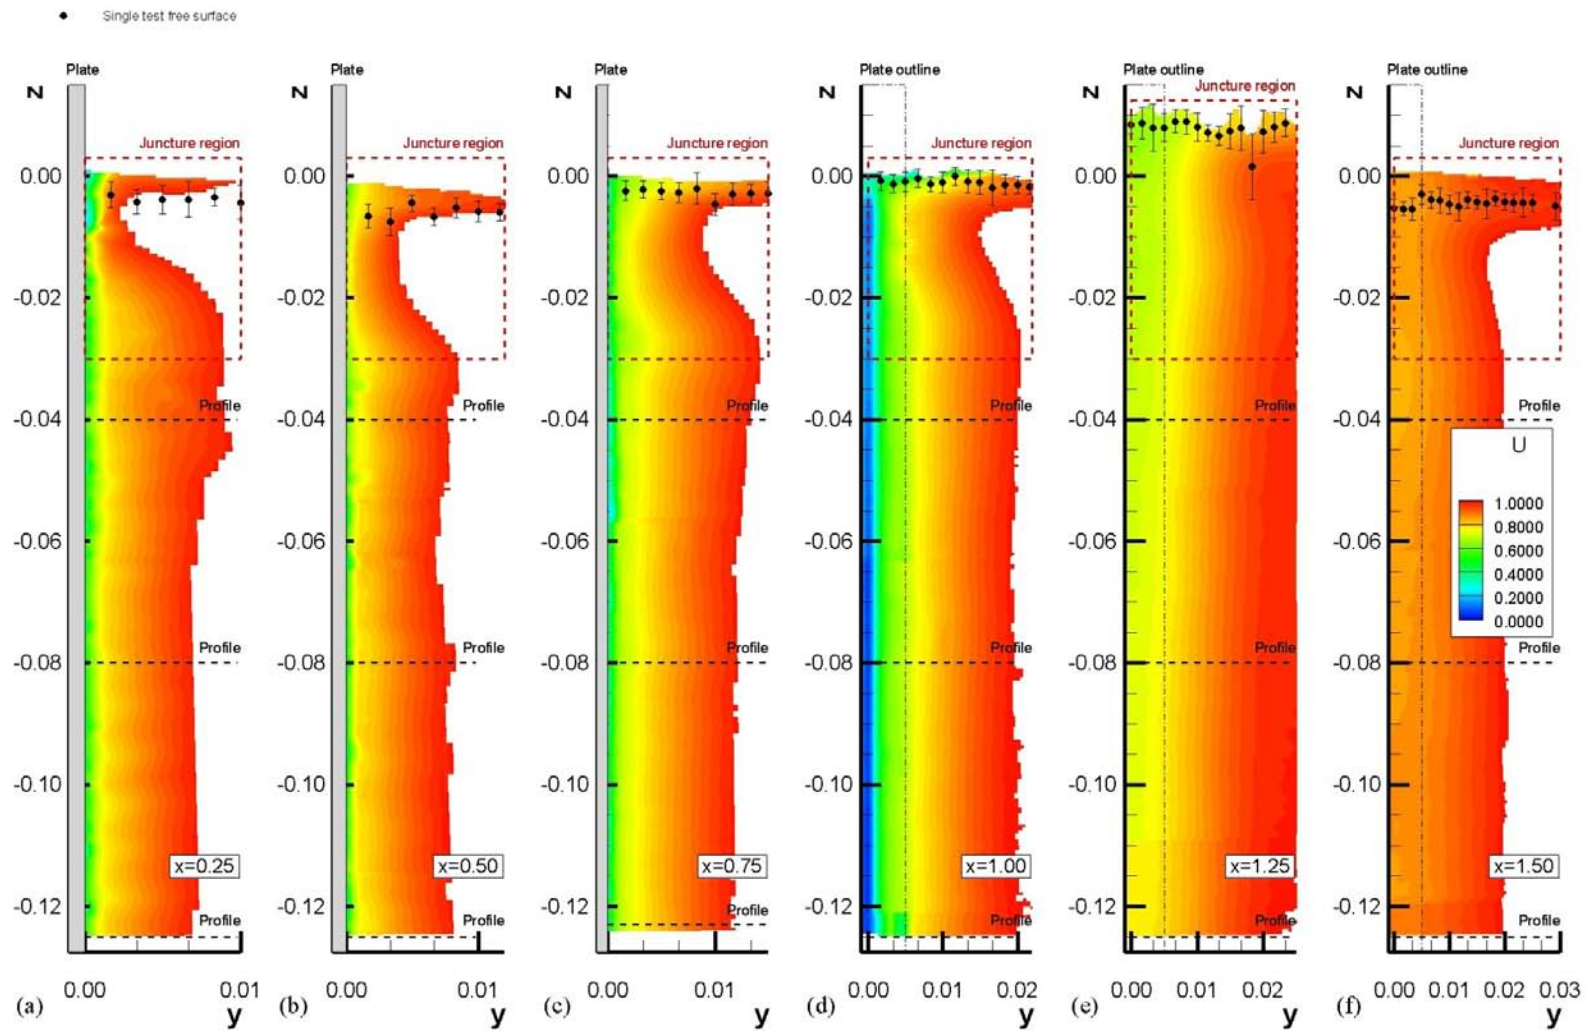 Single test free surface
Plate Plate Plate Plate outline Plate outline Plate outline
z z z z z z
Juncture region Juncture region Juncture region Juncture region Juncture region Juncture region
0.00 0.00 0.00 0.00 0.00 0.00
-0.02 -0.02 -0.02 -0.02 -0.02 -0.02
Profile Profile Profile Profile Profile Profile
-0.04 -0.04 -0.04 -0.04 -0.04 -0.04
U
1.0000
0.8000
0.6000
0.4000
0.2000
0.0000
-0.06 -0.06 -0.06 -0.06 -0.06 -0.06
Profile Profile Profile Profile Profile Profile
-0.08 -0.08 -0.08 -0.08 -0.08 -0.08
-0.10 -0.10 -0.10 -0.10 -0.10 -0.10
x=0.25 x=0.50 x=0.75 x=1.00 x=1.25 x=1.50
-0.12 -0.12 -0.12 -0.12 -0.12 -0.12
Profile Profile Profile Profile Profile Profile
(a) 0.00 0.01 (b) 0.00 0.01 (c) 0.00 0.01 (d) 0.00 0.01 0.02 (e) 0.00 0.01 0.02 (f) 0.00 0.01 0.02 0.03
y y y y y y